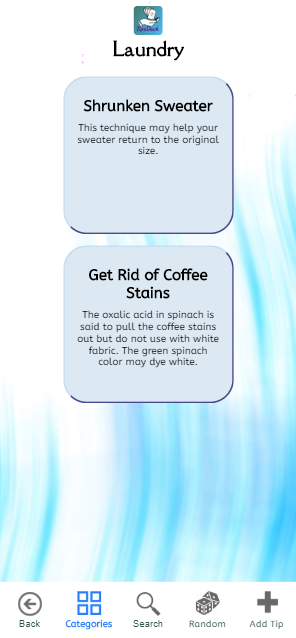 Laundry
Shrunken Sweater
This technique may help your
sweater return to the original
size.
Get Rid of Coffee
Stains
The oxalic acid in spinach is
said to pull the coffee stains
out but do not use with white
fabric. The green spinach
color may dye white.
Back
Categories
Search
Random
Add Tip